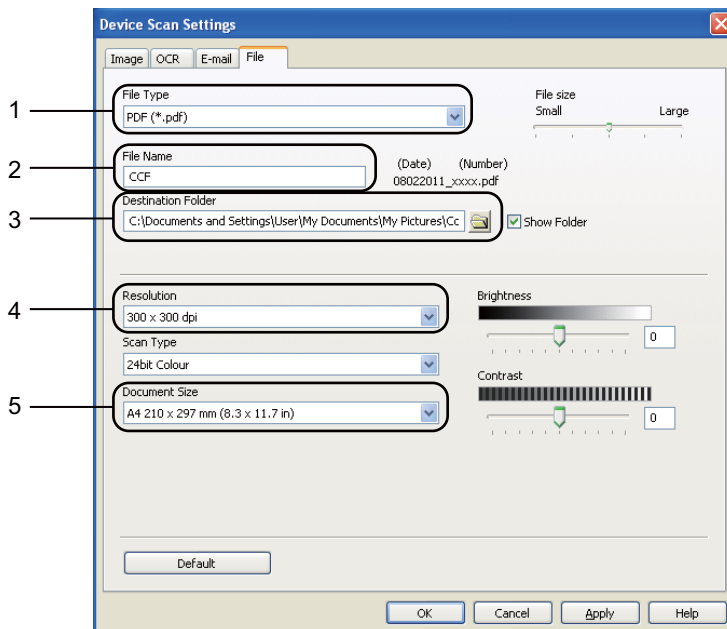 Device Scan Settings
Image OCR E-mail File
1
File Type
PDF (*.pdf)
File size
Small Large
2
File Name
CCF
(Date) (Number)
08022011_xxxx.pdf
3
Destination Folder
C:\Documents and Settings\User\My Documents\My Pictures\Cc
Show Folder
4
Resolution
300 x 300 dpi
Brightness
0
Scan Type
24bit Colour
Contrast
0
5
Document Size
A4 210 x 297 mm (8.3 x 11.7 in)
Default
OK Cancel Apply Help